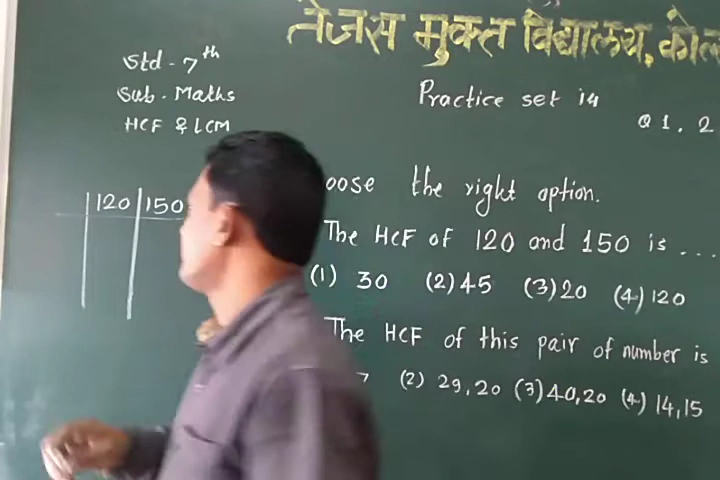 तेजस मुक्त विद्यालय,
Std - 7th
Sub. Maths
HCF & LCM
Practice set 14
Q 1. 2
120 150
the right option.
The HCF of 120 and 150 is ...
(1) 30 (2) 45 (3) 20 (4) 120
The HCF of this pair of number is
(2) 29, 20 (3) 40, 20 (4) 14, 15